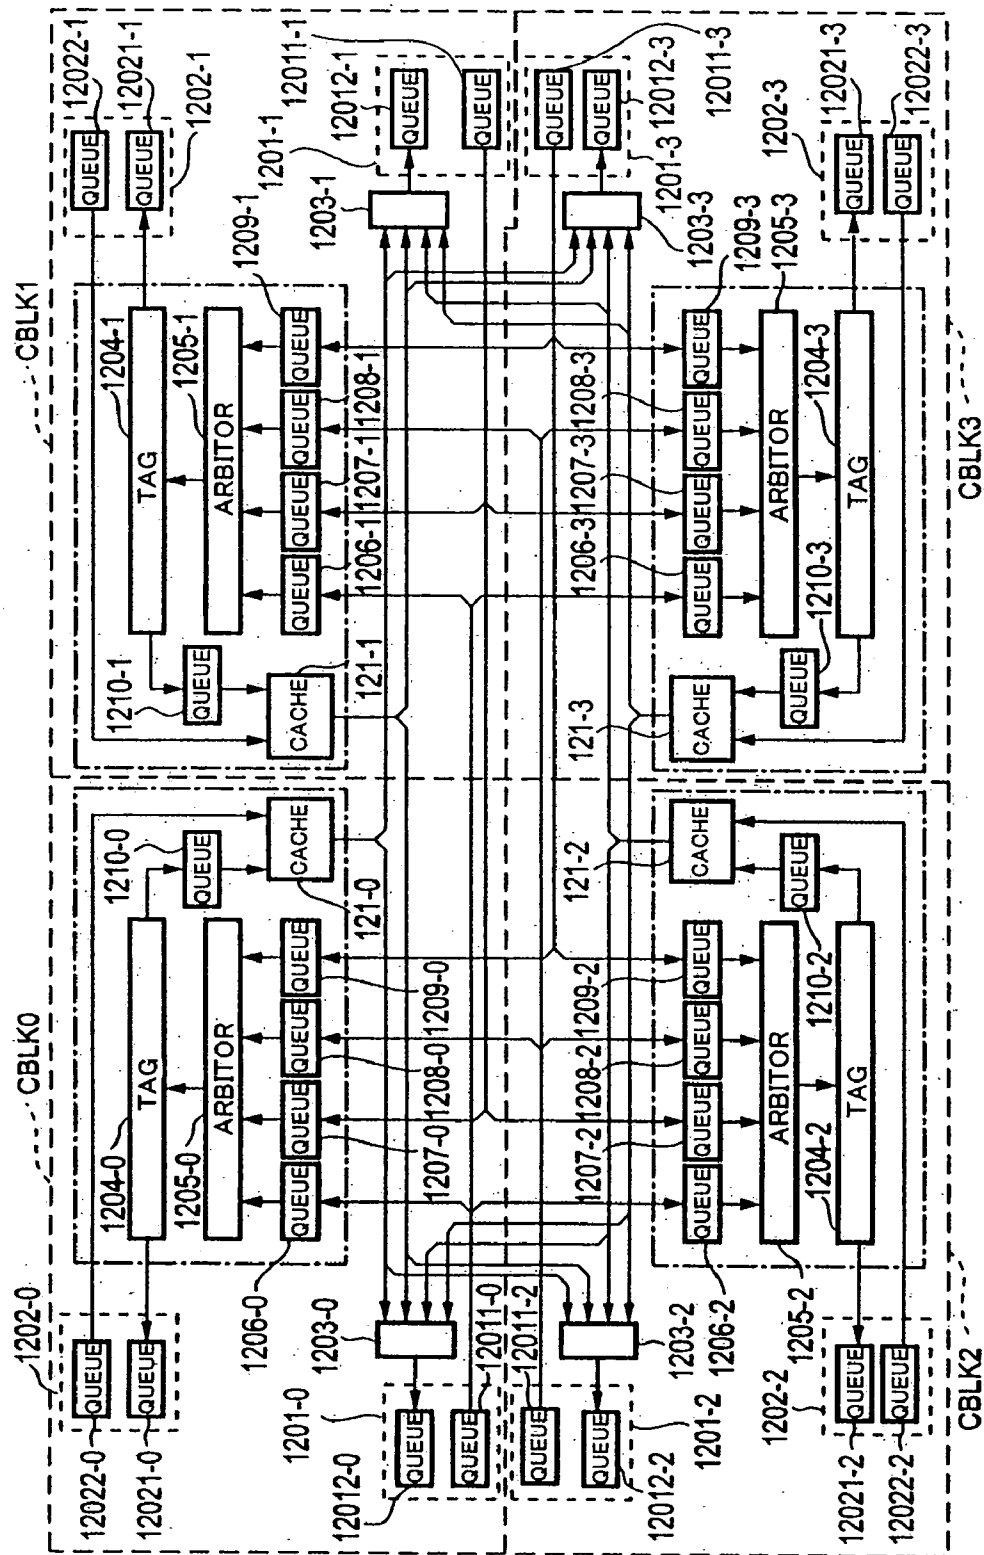 CBLK0
CBLK1
1202-0
12022-0
QUEUE
12021-0
QUEUE
1204-0
TAG
1205-0
ARBITOR
1210-0
QUEUE
CACHE
121-0
1206-0
QUEUE
QUEUE
QUEUE
QUEUE
1207-0
1208-0
1209-0
1203-0
1201-0
12012-0
QUEUE
12011-0
QUEUE
1210-1
QUEUE
CACHE
121-1
1204-1
TAG
1205-1
ARBITOR
1206-1
1207-1
1208-1
1209-1
QUEUE
QUEUE
QUEUE
QUEUE
12022-1
QUEUE
12021-1
QUEUE
1202-1
1203-1
1201-1
12012-1
QUEUE
12011-1
QUEUE
12011-2
QUEUE
12012-2
QUEUE
1201-2
1203-2
1206-2
1207-2
1208-2
1209-2
QUEUE
QUEUE
QUEUE
QUEUE
1205-2
ARBITOR
1204-2
TAG
1210-2
QUEUE
121-2
CACHE
1202-2
12021-2
QUEUE
12022-2
QUEUE
121-3
CACHE
1210-3
QUEUE
1206-3
1207-3
1208-3
1209-3
QUEUE
QUEUE
QUEUE
QUEUE
1205-3
ARBITOR
1204-3
TAG
1203-3
1201-3
QUEUE
12011-3
QUEUE
12012-3
1202-3
12021-3
QUEUE
12022-3
QUEUE
CBLK2
CBLK3